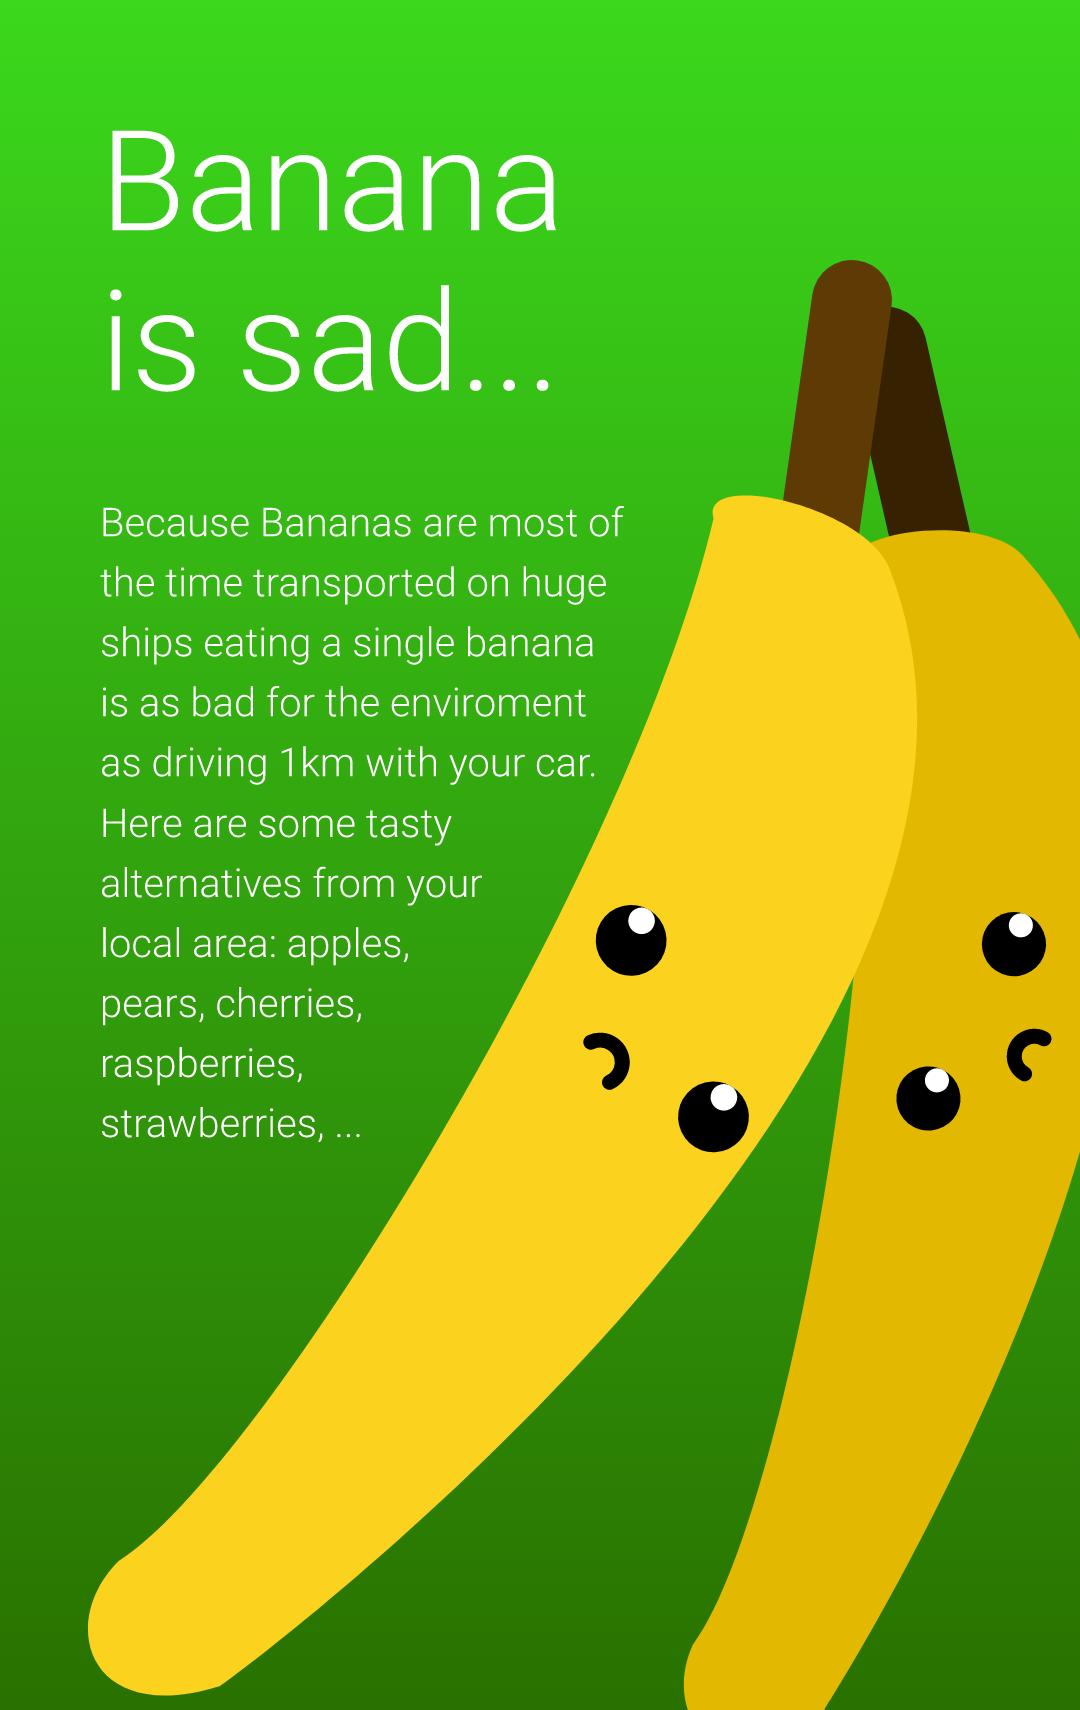 Banana
is sad...
Because Bananas are most of
the time transported on huge
ships eating a single banana
is as bad for the enviroment
as driving 1km with your car.
Here are some tasty
alternatives from your
local area: apples,
pears, cherries,
raspberries,
strawberries, ...